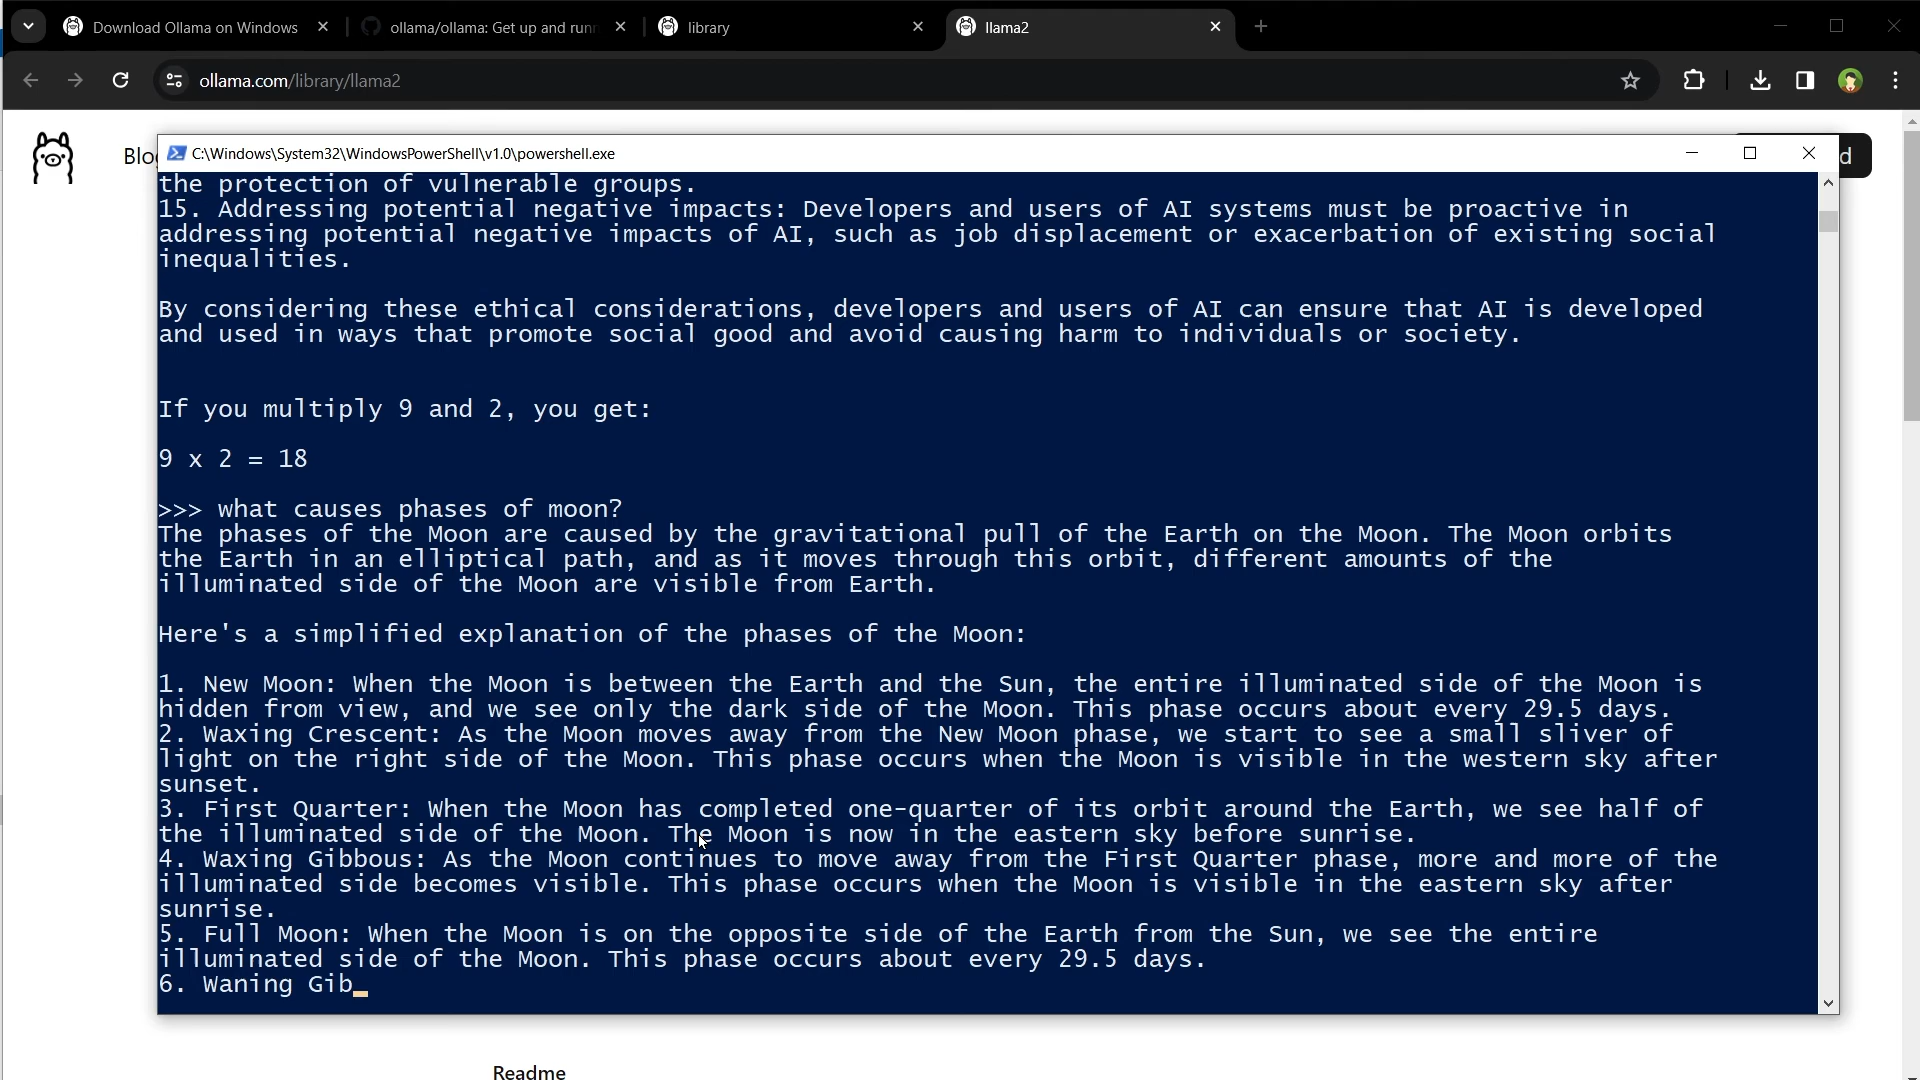 Download Ollama on Windows
ollama/ollama: Get up and run
library
llama2
ollama.com/library/llama2
Blo
d
C:\Windows\System32\WindowsPowerShell\v1.0\powershell.exe
the protection of vulnerable groups.
15. Addressing potential negative impacts: Developers and users of AI systems must be proactive in
addressing potential negative impacts of AI, such as job displacement or exacerbation of existing social
inequalities.
By considering these ethical considerations, developers and users of AI can ensure that AI is developed
and used in ways that promote social good and avoid causing harm to individuals or society.
If you multiply 9 and 2, you get:
9 x 2 = 18
>>> what causes phases of moon?
The phases of the Moon are caused by the gravitational pull of the Earth on the Moon. The Moon orbits
the Earth in an elliptical path, and as it moves through this orbit, different amounts of the
illuminated side of the Moon are visible from Earth.
Here's a simplified explanation of the phases of the Moon:
1. New Moon: When the Moon is between the Earth and the Sun, the entire illuminated side of the Moon is
hidden from view, and we see only the dark side of the Moon. This phase occurs about every 29.5 days.
2. Waxing Crescent: As the Moon moves away from the New Moon phase, we start to see a small sliver of
light on the right side of the Moon. This phase occurs when the Moon is visible in the western sky after
sunset.
3. First Quarter: When the Moon has completed one-quarter of its orbit around the Earth, we see half of
the illuminated side of the Moon. The Moon is now in the eastern sky before sunrise.
4. Waxing Gibbous: As the Moon continues to move away from the First Quarter phase, more and more of the
illuminated side becomes visible. This phase occurs when the Moon is visible in the eastern sky after
sunrise.
5. Full Moon: When the Moon is on the opposite side of the Earth from the Sun, we see the entire
illuminated side of the Moon. This phase occurs about every 29.5 days.
6. Waning Gib
Readme